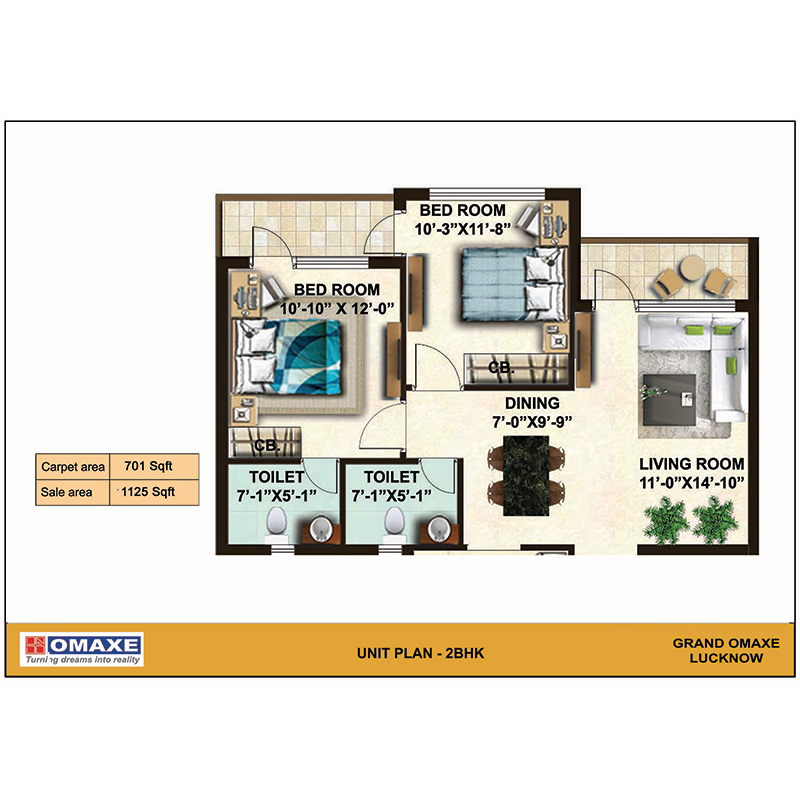 BED ROOM
10’-3”X11’-8”
BED ROOM
10’-10” X 12’-0”
CB.
DINING
7’-0”X9’-9”
CB.
LIVING ROOM
11’-0”X14’-10”
TOILET
7’-1”X5’-1”
TOILET
7’-1”X5’-1”
Carpet area 701 Sqft
Sale area 1125 Sqft
OMAXE
Turning dreams into reality
UNIT PLAN - 2BHK
GRAND OMAXE
LUCKNOW